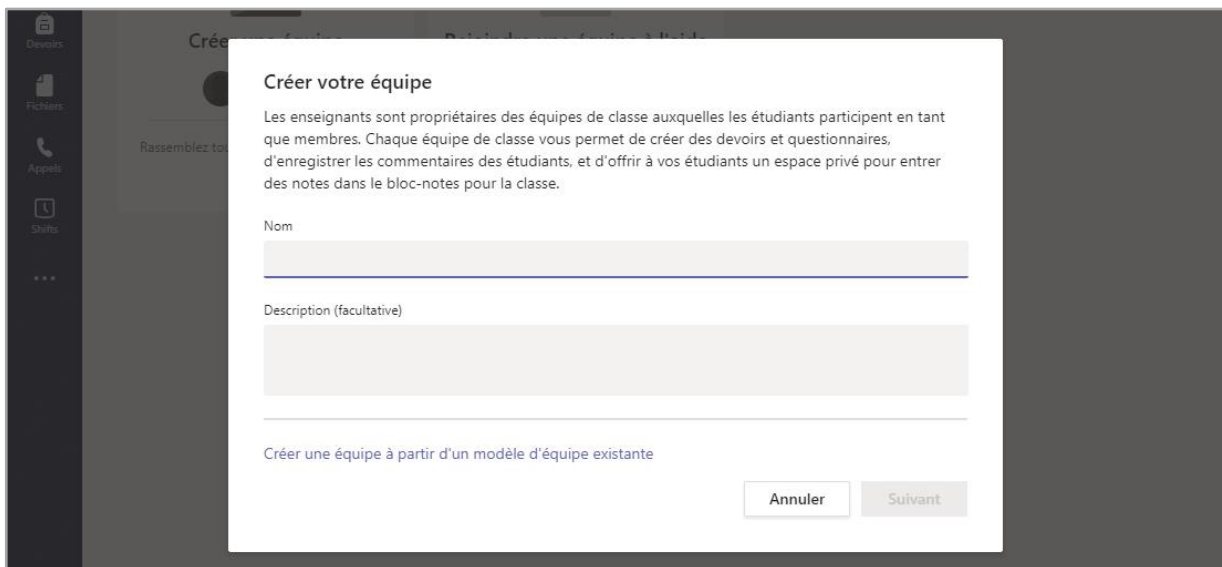 Devoirs
Fichiers
Appels
Shifts
Rassemblez tou
Créer votre équipe
Les enseignants sont propriétaires des équipes de classe auxquelles les étudiants participent en tant
que membres. Chaque équipe de classe vous permet de créer des devoirs et questionnaires,
d'enregistrer les commentaires des étudiants, et d'offrir à vos étudiants un espace privé pour entrer
des notes dans le bloc-notes pour la classe.
Nom
Description (facultative)
Créer une équipe à partir d'un modèle d'équipe existante
Annuler
Suivant